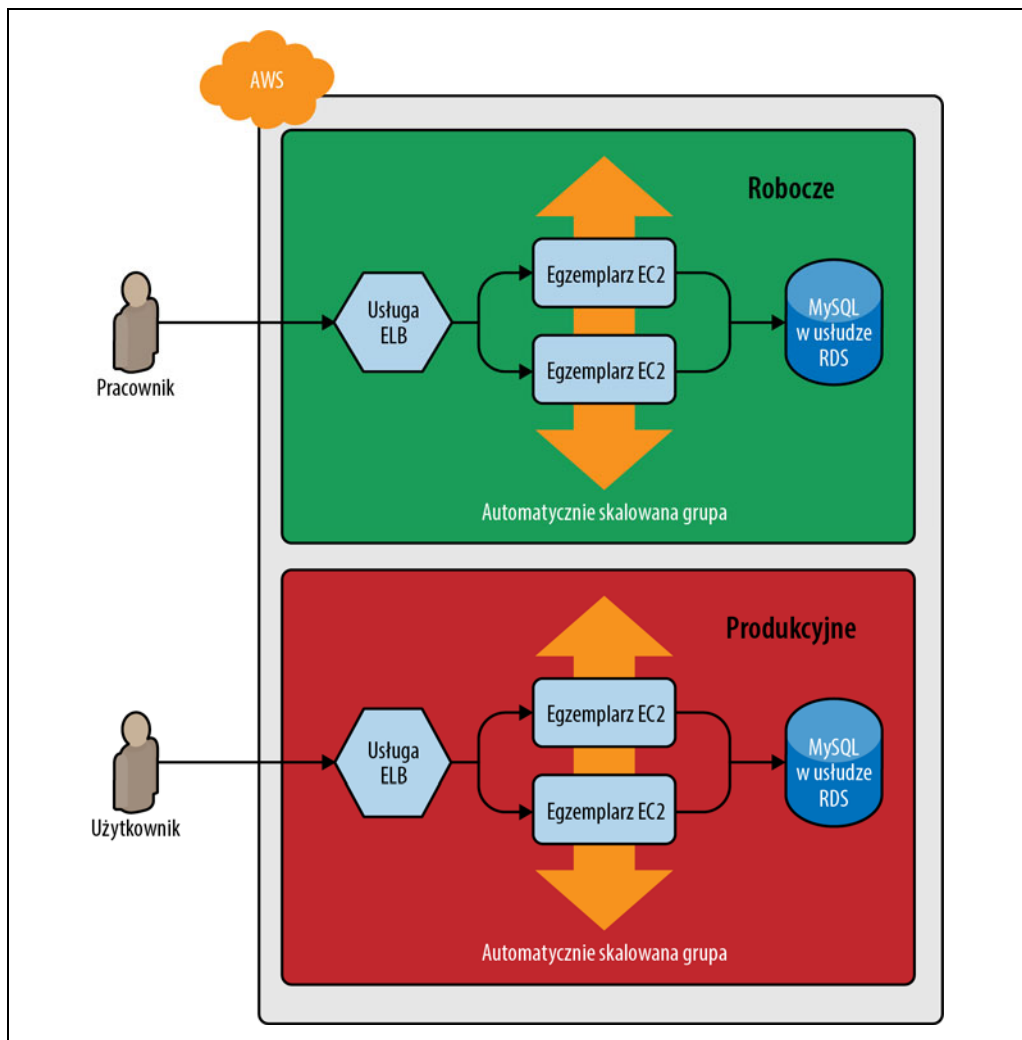 AWS
Robocze
Pracownik
Usługa
ELB
Egzemplarz EC2
Egzemplarz EC2
MySQL
w usłudze
RDS
Automatycznie skalowana grupa
Produkcyjne
Użytkownik
Usługa
ELB
Egzemplarz EC2
Egzemplarz EC2
MySQL
w usłudze
RDS
Automatycznie skalowana grupa